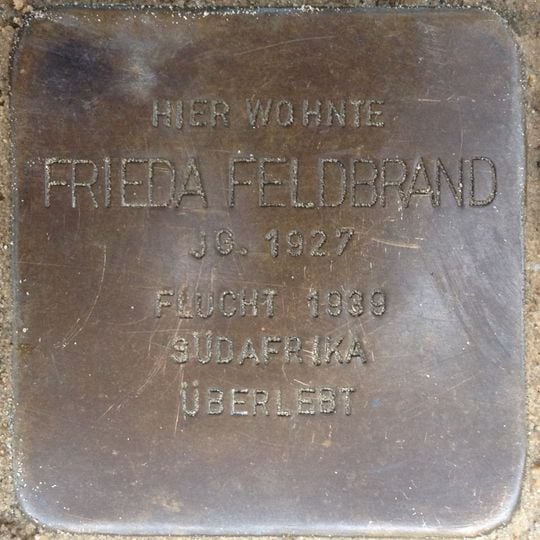 HIER WOHNTE
FRIEDA FELDBRAND
JG. 1927
FLUCHT 1939
SÜDAFRIKA
ÜBERLEBT